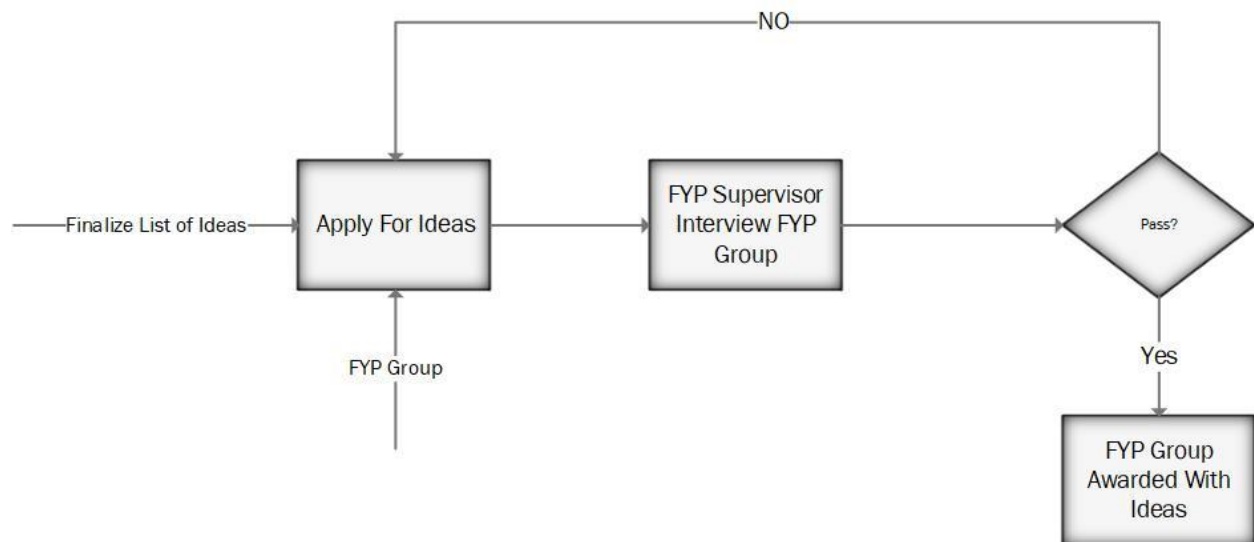 NO
Finalize List of Ideas
Apply For Ideas
FYP Supervisor
Interview FYP
Group
Pass?
FYP Group
Yes
FYP Group
Awarded With
Ideas